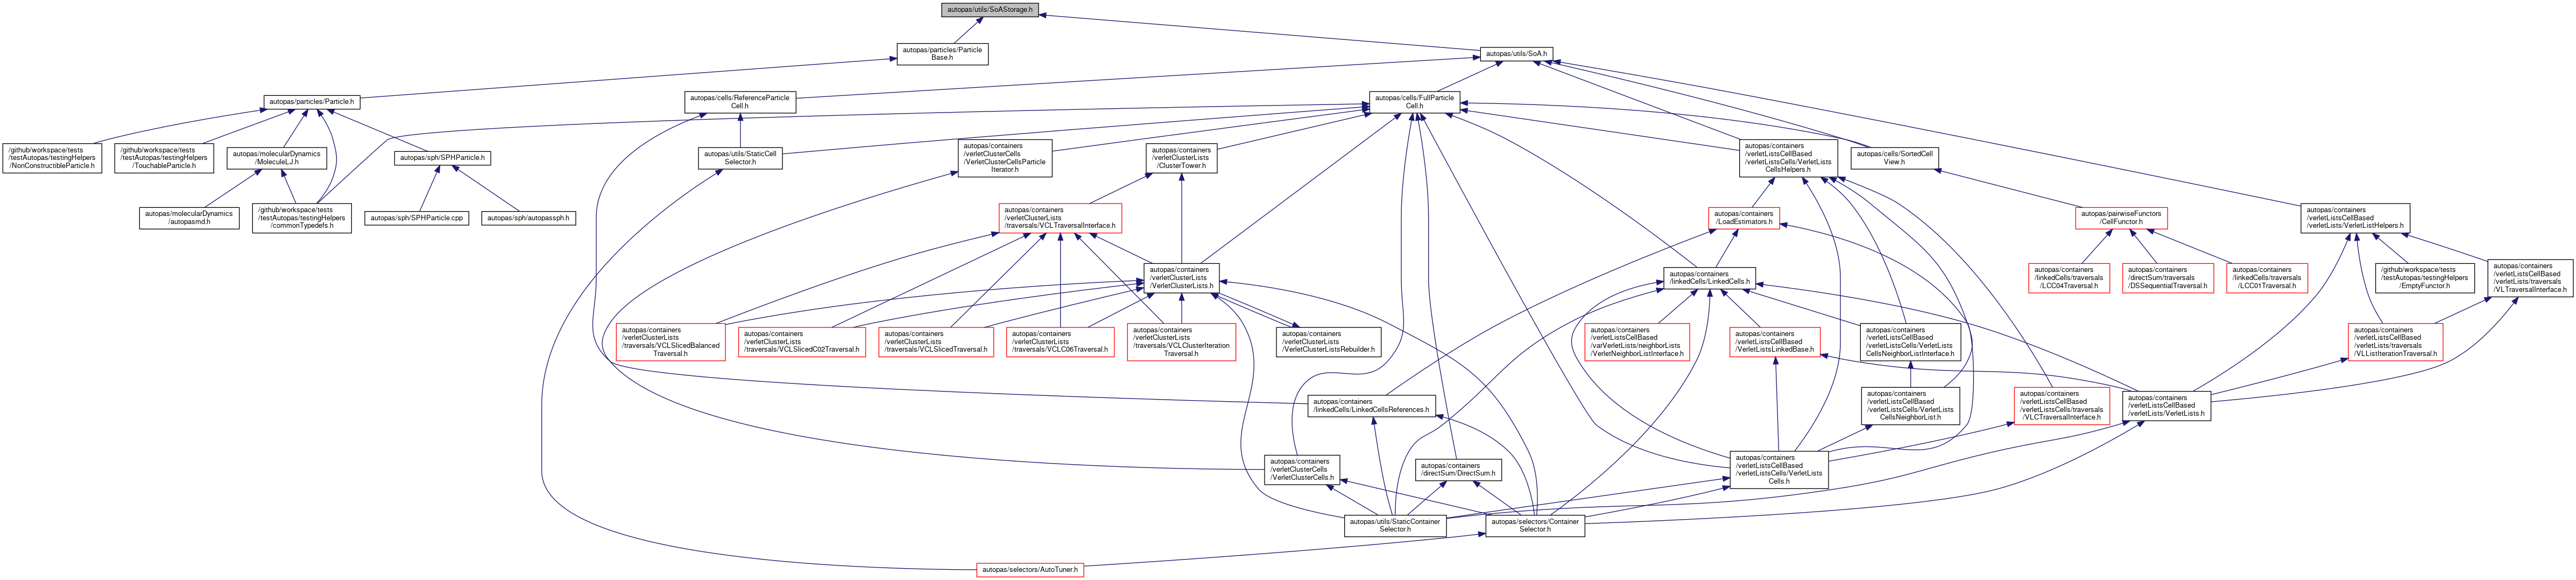 autopas/utils/SoAStorage.h
autopas/particles/Particle
Base.h
autopas/utils/SoA.h
autopas/particles/Particle.h
autopas/cells/ReferenceParticle
Cell.h
autopas/cells/FullParticle
Cell.h
/github/workspace/tests
/testAutopas/testingHelpers
/NonConstructibleParticle.h
/github/workspace/tests
/testAutopas/testingHelpers
/TouchableParticle.h
autopas/molecularDynamics
/MoleculeLJ.h
autopas/sph/SPHParticle.h
autopas/utils/StaticCell
Selector.h
autopas/containers
/verletClusterCells
/VerletClusterCellsParticle
Iterator.h
autopas/containers
/verletClusterLists
/ClusterTower.h
autopas/containers
/verletListsCellBased
/verletListsCells/VerletLists
CellsHelpers.h
autopas/cells/SortedCell
View.h
autopas/molecularDynamics
/autopasmd.h
/github/workspace/tests
/testAutopas/testingHelpers
/commonTypedefs.h
autopas/sph/SPHParticle.cpp
autopas/sph/autopassph.h
autopas/containers
/verletClusterLists
/traversals/VCLTraversalInterface.h
autopas/containers
/LoadEstimators.h
autopas/pairwiseFunctors
/CellFunctor.h
autopas/containers
/verletListsCellBased
/verletLists/VerletListHelpers.h
autopas/containers
/verletClusterLists
/VerletClusterLists.h
autopas/containers
/linkedCells/LinkedCells.h
autopas/containers
/linkedCells/traversals
/LCC04Traversal.h
autopas/containers
/directSum/traversals
/DSSequentialTraversal.h
autopas/containers
/linkedCells/traversals
/LCC01Traversal.h
/github/workspace/tests
/testAutopas/testingHelpers
/EmptyFunctor.h
autopas/containers
/verletListsCellBased
/verletLists/traversals
/VLTraversalInterface.h
autopas/containers
/verletClusterLists
/traversals/VCLSlicedBalanced
Traversal.h
autopas/containers
/verletClusterLists
/traversals/VCLSlicedC02Traversal.h
autopas/containers
/verletClusterLists
/traversals/VCLSlicedTraversal.h
autopas/containers
/verletClusterLists
/traversals/VCLC06Traversal.h
autopas/containers
/verletClusterLists
/traversals/VCLClusterIteration
Traversal.h
autopas/containers
/verletClusterLists
/VerletClusterListsRebuilder.h
autopas/containers
/verletListsCellBased
/varVerletLists/neighborLists
/VerletNeighborListInterface.h
autopas/containers
/verletListsCellBased
/VerletListsLinkedBase.h
autopas/containers
/verletListsCellBased
/verletListsCells/VerletLists
CellsNeighborListInterface.h
autopas/containers
/verletListsCellBased
/verletLists/traversals
/VLListIterationTraversal.h
autopas/containers
/linkedCells/LinkedCellsReferences.h
autopas/containers
/verletListsCellBased
/verletListsCells/VerletLists
CellsNeighborList.h
autopas/containers
/verletListsCellBased
/verletListsCells/traversals
/VLCTraversalInterface.h
autopas/containers
/verletListsCellBased
/verletLists/VerletLists.h
autopas/containers
/verletClusterCells
/VerletClusterCells.h
autopas/containers
/directSum/DirectSum.h
autopas/containers
/verletListsCellBased
/verletListsCells/VerletLists
Cells.h
autopas/utils/StaticContainer
Selector.h
autopas/selectors/Container
Selector.h
autopas/selectors/AutoTuner.h